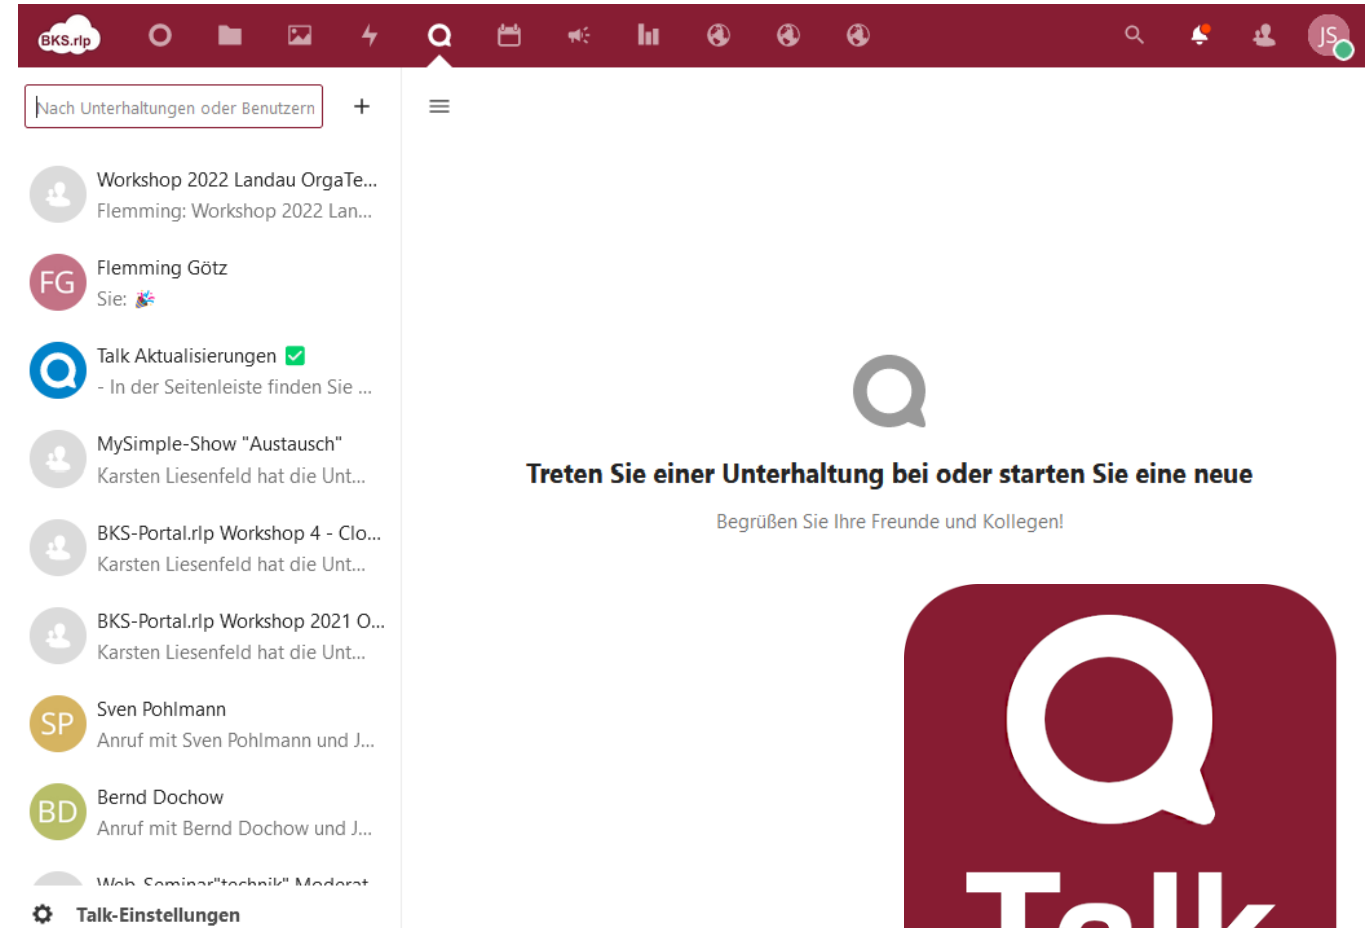 BKS.rlp
JS
Nach Unterhaltungen oder Benutzern
Workshop 2022 Landau OrgaTe...
Flemming: Workshop 2022 Lan...
FG
Flemming Götz
Sie: 🎉
Talk Aktualisierungen ✅
- In der Seitenleiste finden Sie ...
MySimple-Show "Austausch"
Karsten Liesenfeld hat die Unt...
BKS-Portal.rlp Workshop 4 - Clo...
Karsten Liesenfeld hat die Unt...
BKS-Portal.rlp Workshop 2021 O...
Karsten Liesenfeld hat die Unt...
SP
Sven Pohlmann
Anruf mit Sven Pohlmann und J...
BD
Bernd Dochow
Anruf mit Bernd Dochow und J...
Web-Seminar"technik" Moderat
Talk-Einstellungen
Treten Sie einer Unterhaltung bei oder starten Sie eine neue
Begrüßen Sie Ihre Freunde und Kollegen!
Talk